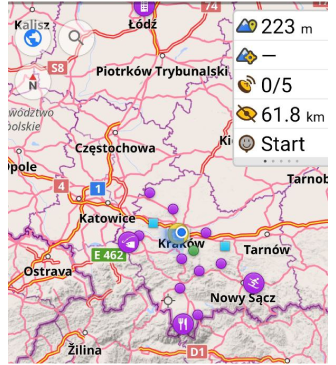 Kalisz
Łódź
74
223 m
—
0/5
61.8 km
Start
N
S8
Piotrków Trybunalski
województwo
opolskie
Częstochowa
Ki
Opole
4
1
Tarnob
Katowice
Kraków
E 462
Tarnów
Ostrava
Nowy Sącz
Žilina
D1